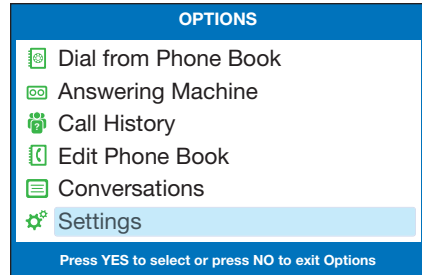 OPTIONS
Dial from Phone Book
Answering Machine
Call History
Edit Phone Book
Conversations
Settings
Press YES to select or press NO to exit Options